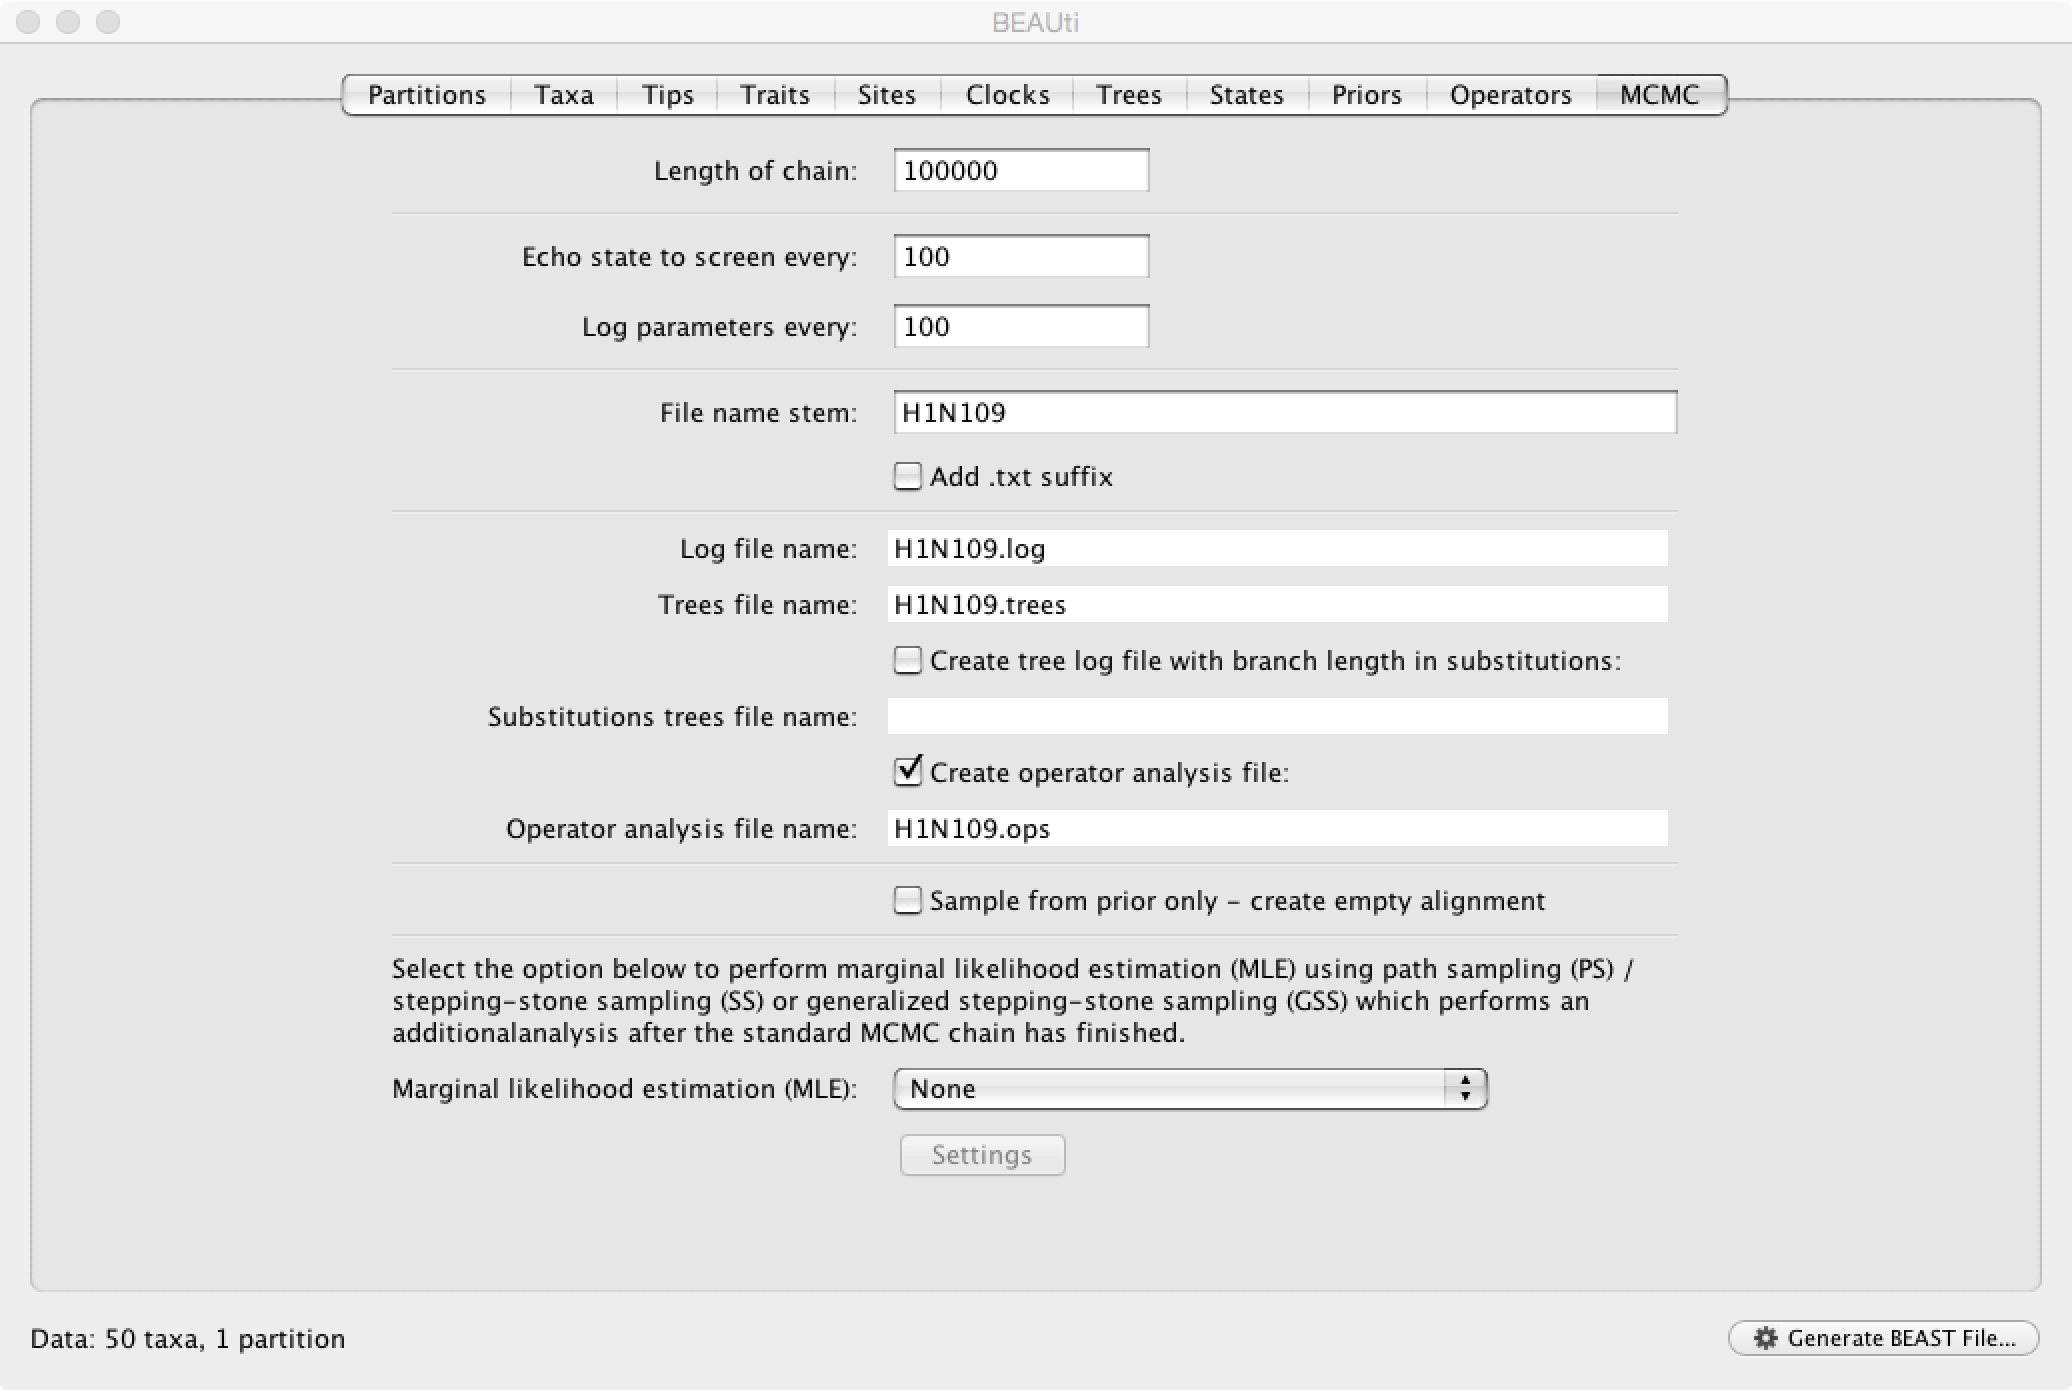 BEAUti
Partitions Taxa Tips Traits Sites Clocks Trees States Priors Operators MCMC
Length of chain: 100000
Echo state to screen every: 100
Log parameters every: 100
File name stem: H1N109
Add .txt suffix
Log file name: H1N109.log
Trees file name: H1N109.trees
Create tree log file with branch length in substitutions:
Substitutions trees file name:
Create operator analysis file:
Operator analysis file name: H1N109.ops
Sample from prior only – create empty alignment
Select the option below to perform marginal likelihood estimation (MLE) using path sampling (PS) /
stepping-stone sampling (SS) or generalized stepping-stone sampling (GSS) which performs an
additionalanalysis after the standard MCMC chain has finished.
Marginal likelihood estimation (MLE): None
Settings
Data: 50 taxa, 1 partition
Generate BEAST File...